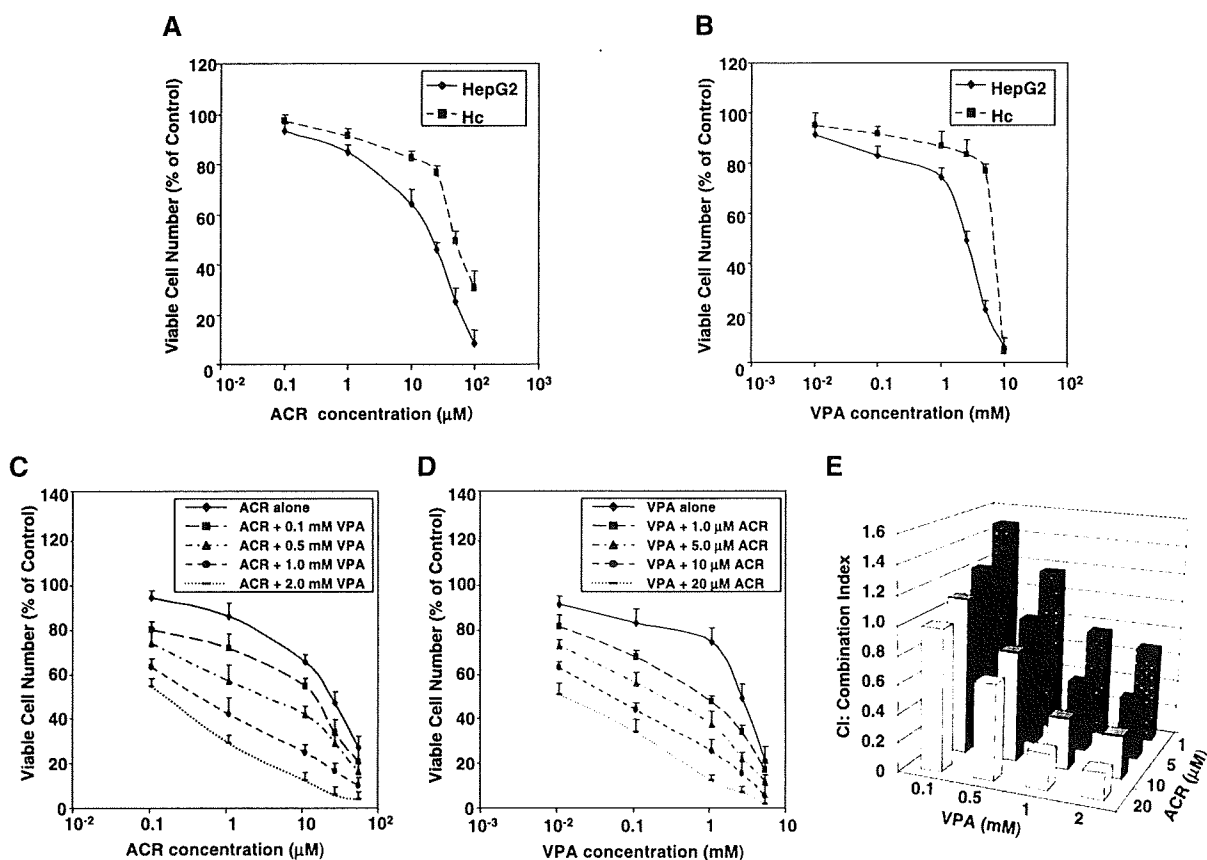 A
Viable Cell Number (% of Control)
120
100
80
60
40
20
0
HepG2
Hc
10-2
0.1
1
10
102
103
ACR concentration (μM)
B
Viable Cell Number (% of Control)
120
100
80
60
40
20
0
HepG2
Hc
10-3
10-2
0.1
1
10
102
VPA concentration (mM)
C
Viable Cell Number (% of Control)
140
120
100
80
60
40
20
0
ACR alone
ACR + 0.1 mM VPA
ACR + 0.5 mM VPA
ACR + 1.0 mM VPA
ACR + 2.0 mM VPA
10-2
0.1
1
10
102
ACR concentration (μM)
D
Viable Cell Number (% of Control)
140
120
100
80
60
40
20
0
VPA alone
VPA + 1.0 μM ACR
VPA + 5.0 μM ACR
VPA + 10 μM ACR
VPA + 20 μM ACR
10-3
10-2
0.1
1
10
VPA concentration (mM)
E
CI: Combination Index
1.6
1.4
1.2
1.0
0.8
0.6
0.4
0.2
0
0.1
0.5
1
2
VPA (mM)
1
5
10
20
ACR (μM)